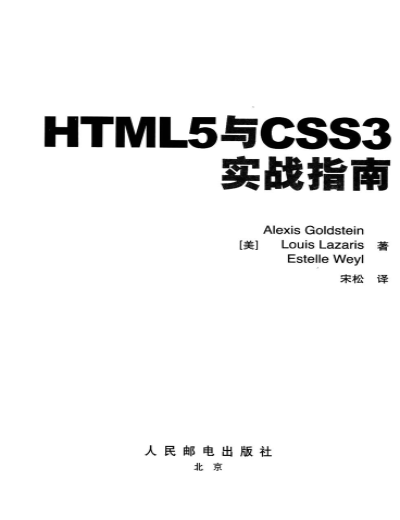 HTML5与CSS3
实战指南
Alexis Goldstein
[美] Louis Lazaris 著
Estelle Weyl
宋松 译
人民邮电出版社
北京